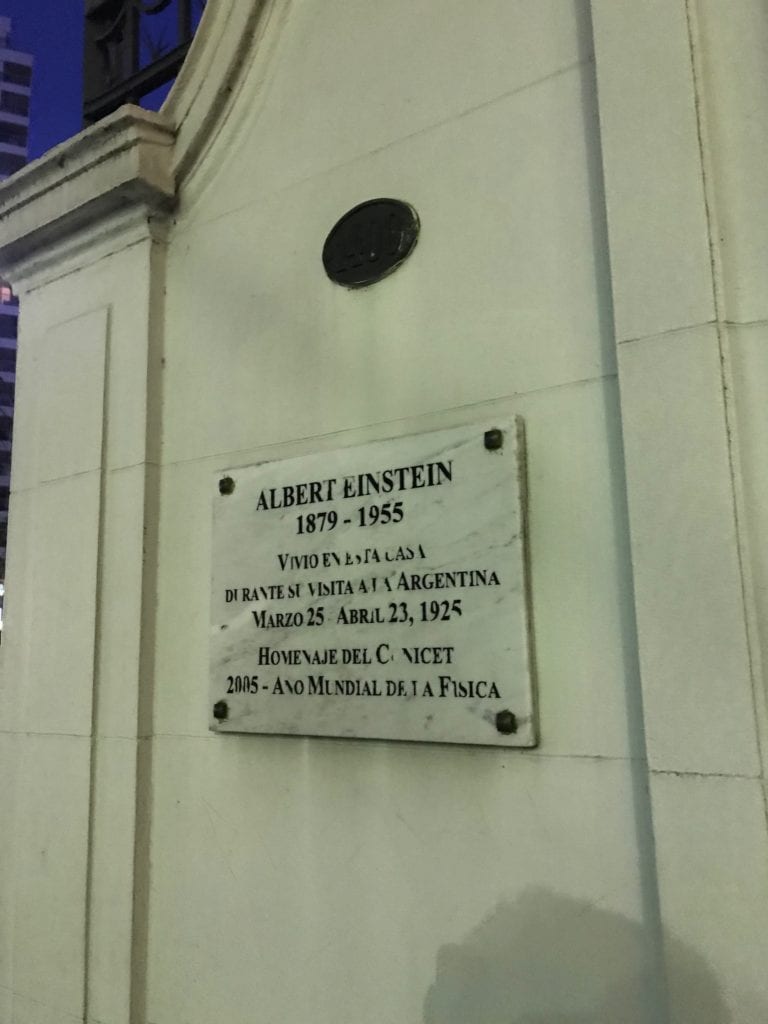 ALBERT EINSTEIN
1879 - 1955
VIVIO EN ESTA CASA
DURANTE SU VISITA A LA ARGENTINA
MARZO 25 ABRIL 23, 1925
HOMENAJE DEL CONICET
2005 - AÑO MUNDIAL DE LA FISICA